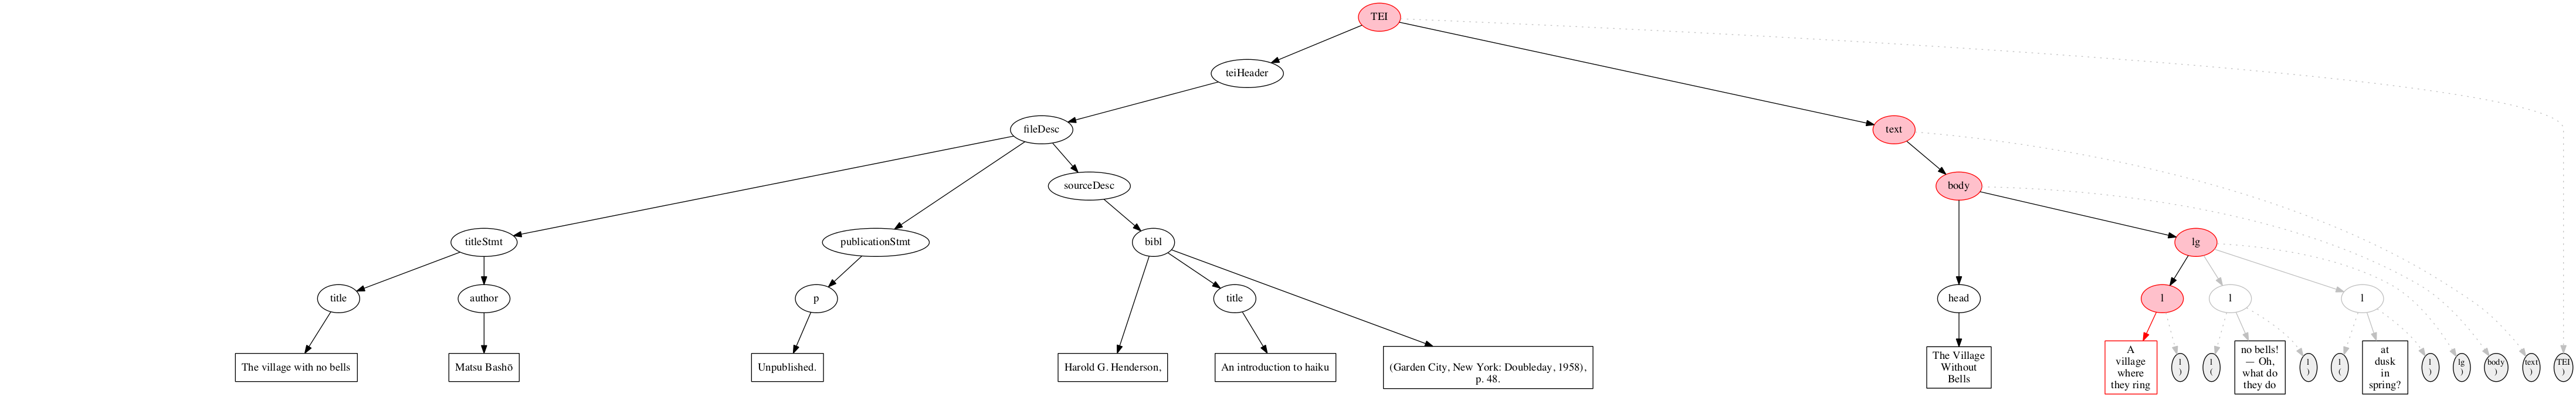 TEI
teiHeader
fileDesc
text
sourceDesc
body
titleStmt
publicationStmt
bibl
lg
title
author
p
title
head
l
l
l
The village with no bells
Matsu Bashō
Unpublished.
Harold G. Henderson,
An introduction to haiku
(Garden City, New York: Doubleday, 1958),
p. 48.
The Village
Without
Bells
A
village
where
they ring
l
)
l
(
no bells!
— Oh,
what do
they do
l
)
l
(
at
dusk
in
spring?
l
)
lg
)
body
)
text
)
TEI
)